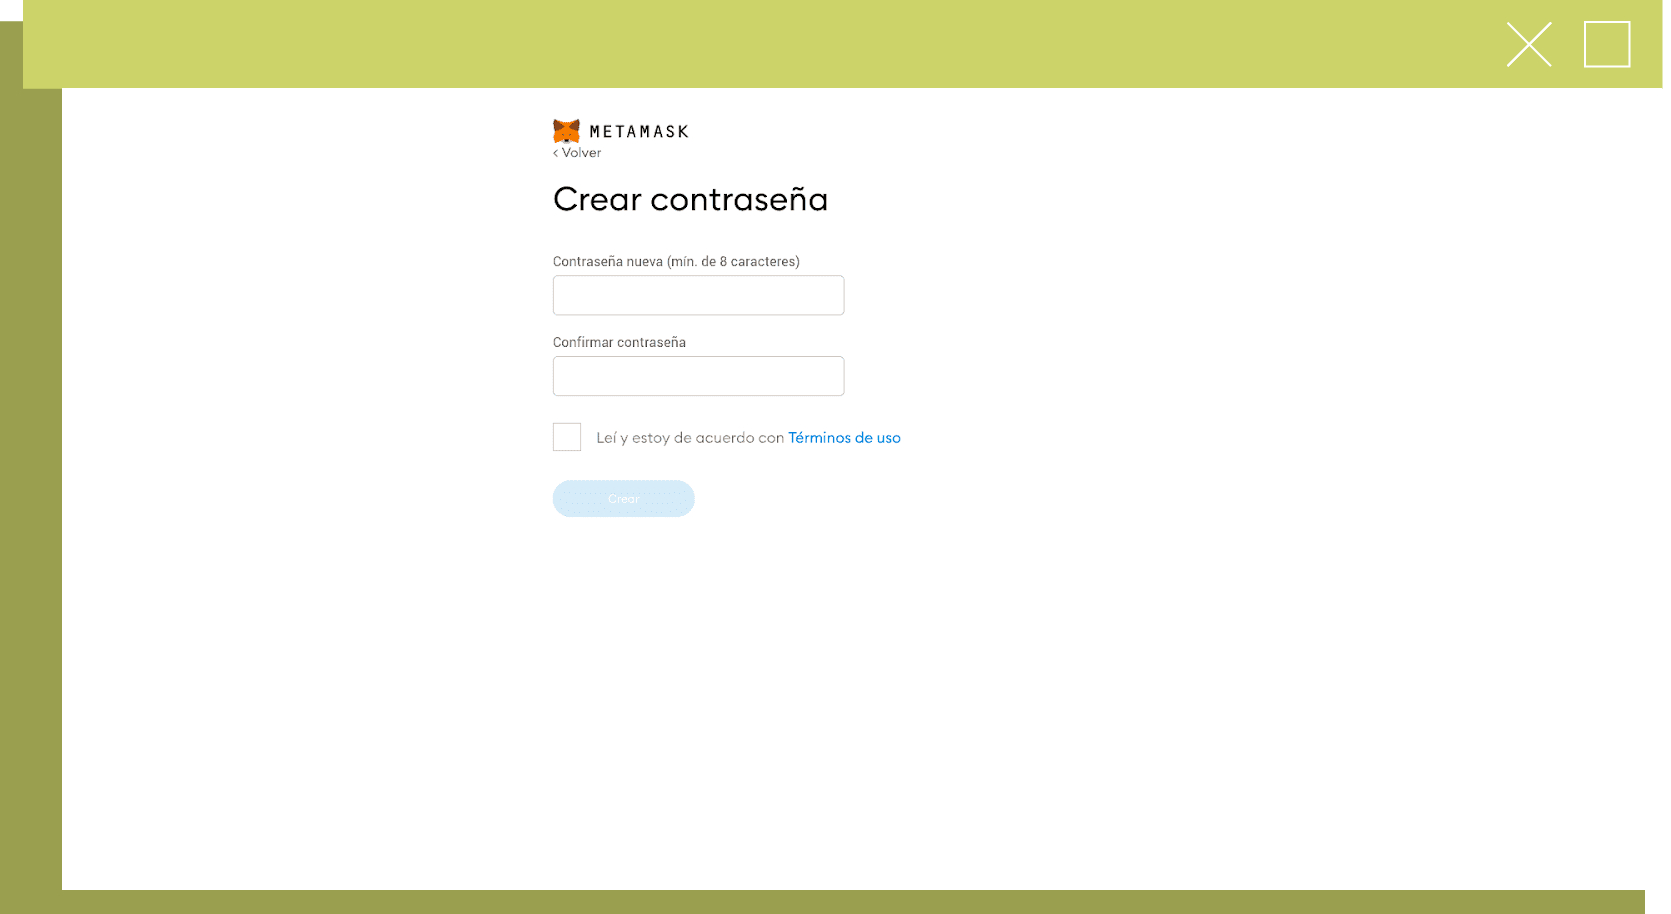 METAMASK
< Volver
Crear contraseña
Contraseña nueva (mín. de 8 caracteres)
Confirmar contraseña
Leí y estoy de acuerdo con Términos de uso
Crear